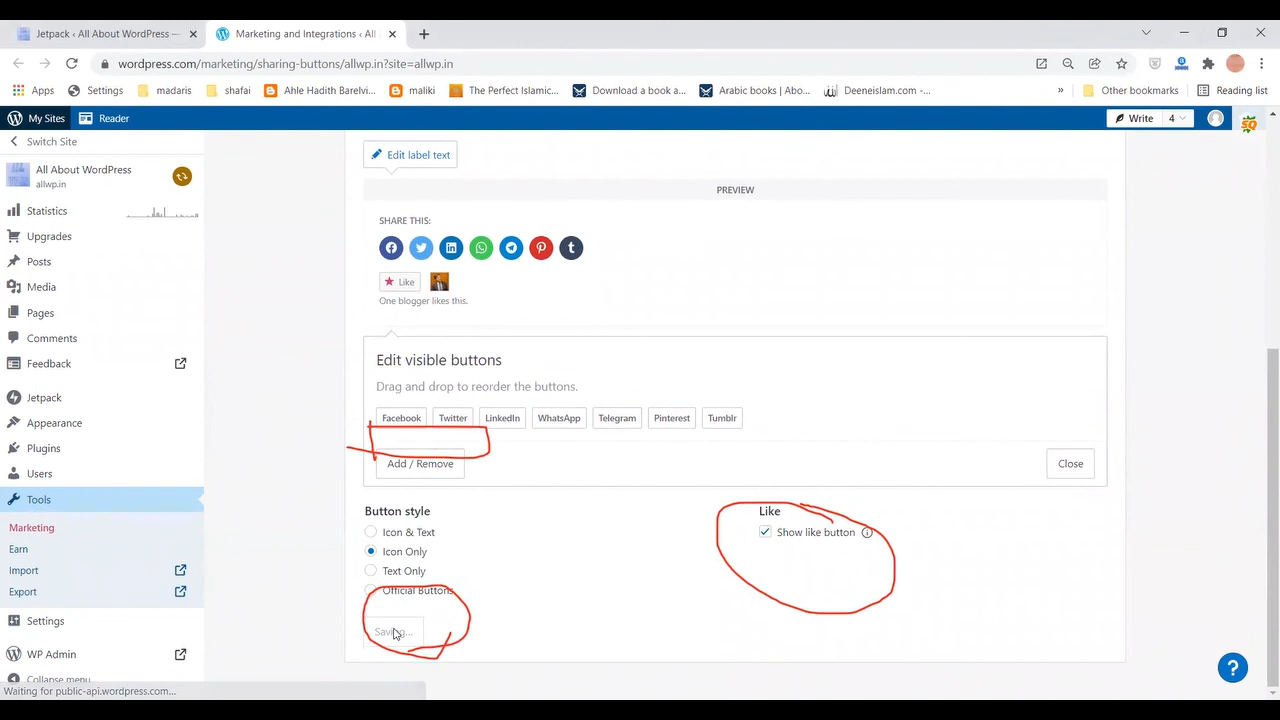 Jetpack ‹ All About WordPress —
Marketing and Integrations ‹ All
wordpress.com/marketing/sharing-buttons/allwp.in?site=allwp.in
Apps Settings madaris shafai Ahle Hadith Barelvi... maliki The Perfect Islamic... Download a book a... Arabic books | Abo... Deeneislam.com -... » Other bookmarks Reading list
My Sites Reader Write 4
Switch Site
All About WordPress
allwp.in
Statistics
Upgrades
Posts
Media
Pages
Comments
Feedback
Jetpack
Appearance
Plugins
Users
Tools
Marketing
Earn
Import
Export
Settings
WP Admin
Collapse menu
Waiting for public-api.wordpress.com...
Edit label text
PREVIEW
SHARE THIS:
Like
One blogger likes this.
Edit visible buttons
Drag and drop to reorder the buttons.
Facebook Twitter LinkedIn WhatsApp Telegram Pinterest Tumblr
Add / Remove Close
Button style
Icon & Text
Icon Only
Text Only
Official Buttons
Saving...
Like
Show like button